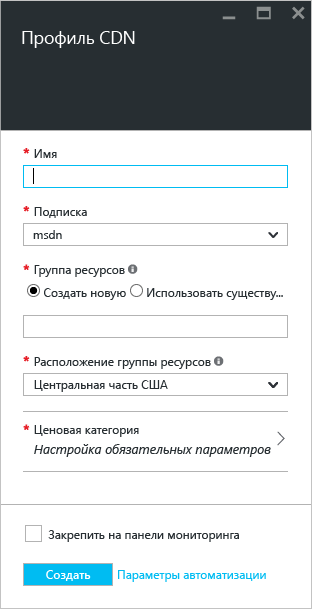 Профиль CDN
* Имя
* Подписка
msdn
* Группа ресурсов
Создать новую Использовать существу...
* Расположение группы ресурсов
Центральная часть США
* Ценовая категория
Настройка обязательных параметров
Закрепить на панели мониторинга
Создать Параметры автоматизации